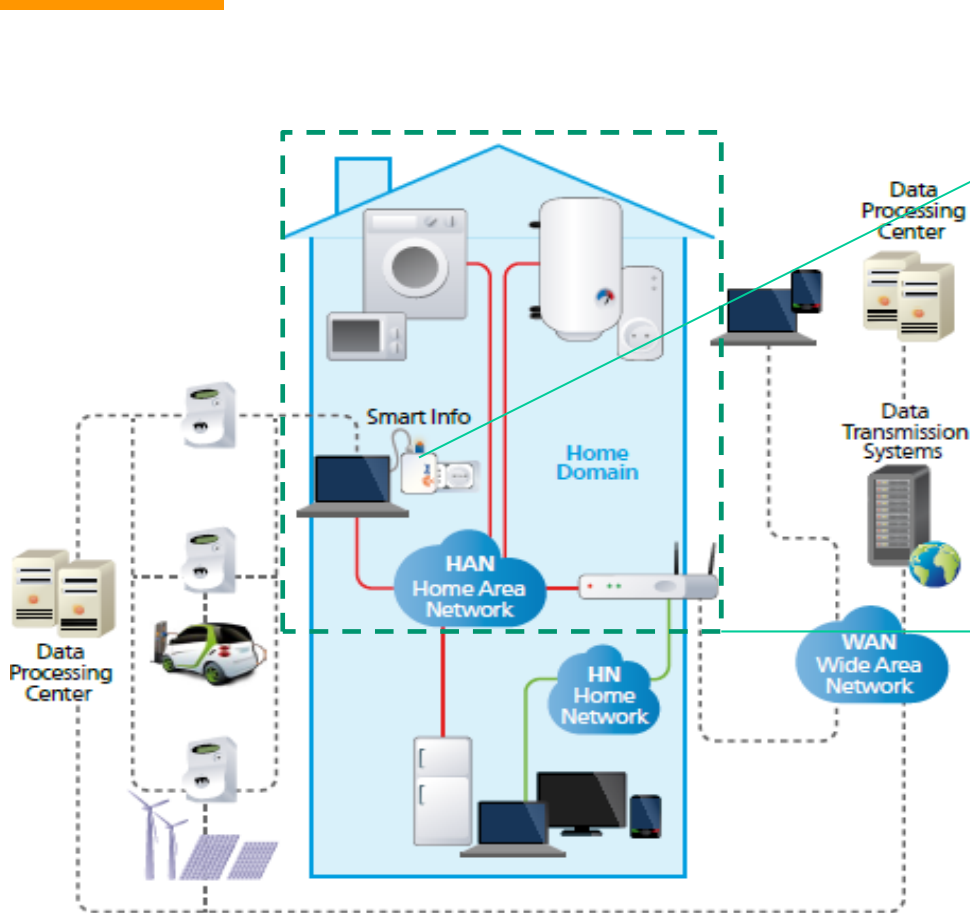 Data
Processing
Center
Smart Info
Home
Domain
Data
Transmission
Systems
HAN
Home Area
Network
Data
Processing
Center
HN
Home
Network
WAN
Wide Area
Network